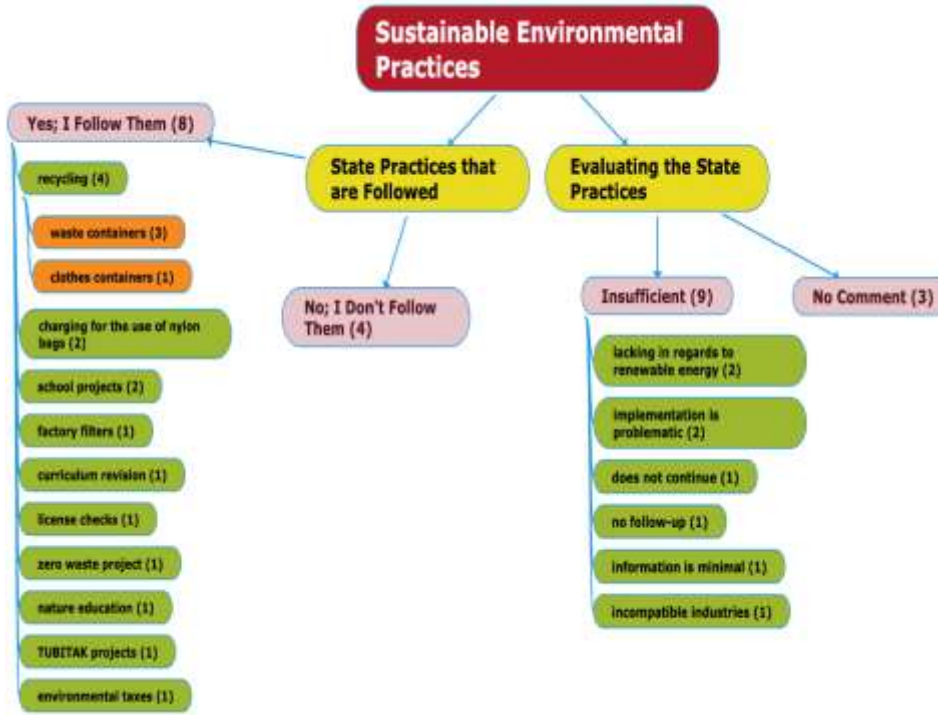 Sustainable Environmental
Practices
Yes; I Follow Them (8)
recycling (4)
waste containers (3)
clothes containers (1)
charging for the use of nylon
bags (2)
school projects (2)
factory filters (1)
curriculum revision (1)
license checks (1)
zero waste project (1)
nature education (1)
TUBITAK projects (1)
environmental taxes (1)
State Practices that
are Followed
No; I Don't Follow
Them (4)
Evaluating the State
Practices
Insufficient (9)
lacking in regards to
renewable energy (2)
implementation is
problematic (2)
does not continue (1)
no follow-up (1)
information is minimal (1)
incompatible industries (1)
No Comment (3)